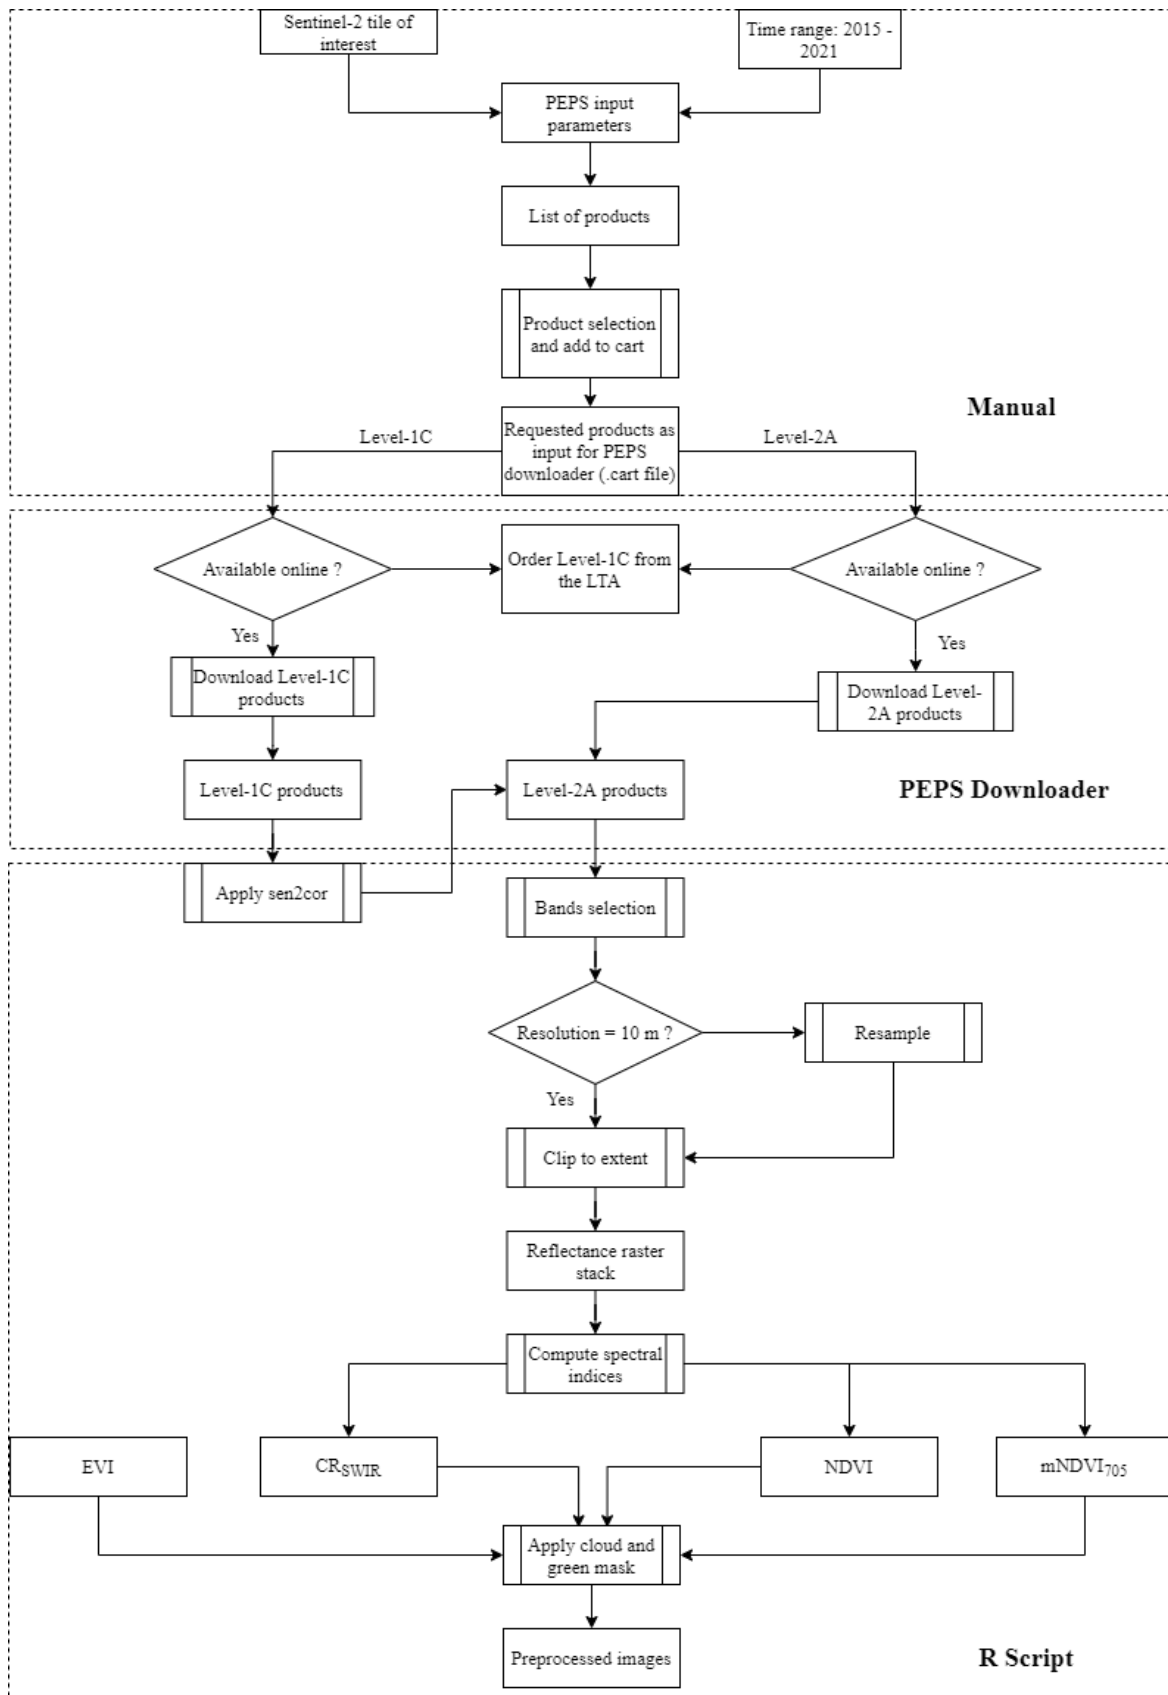 Sentinel-2 tile of
interest
Time range: 2015 -
2021
PEPS input
parameters
List of products
Product selection
and add to cart
Manual
Level-1C
Requested products as
input for PEPS
downloader (.cart file)
Level-2A
Available online ?
Order Level-1C from
the LTA
Available online ?
Yes
Yes
Download Level-1C
products
Download Level-
2A products
Level-1C products
Level-2A products
PEPS Downloader
Apply sen2cor
Bands selection
Resolution = 10 m ?
Resample
Yes
Clip to extent
Reflectance raster
stack
Compute spectral
indices
EVI
CRSWIR
NDVI
mNDVI705
Apply cloud and
green mask
Preprocessed images
R Script